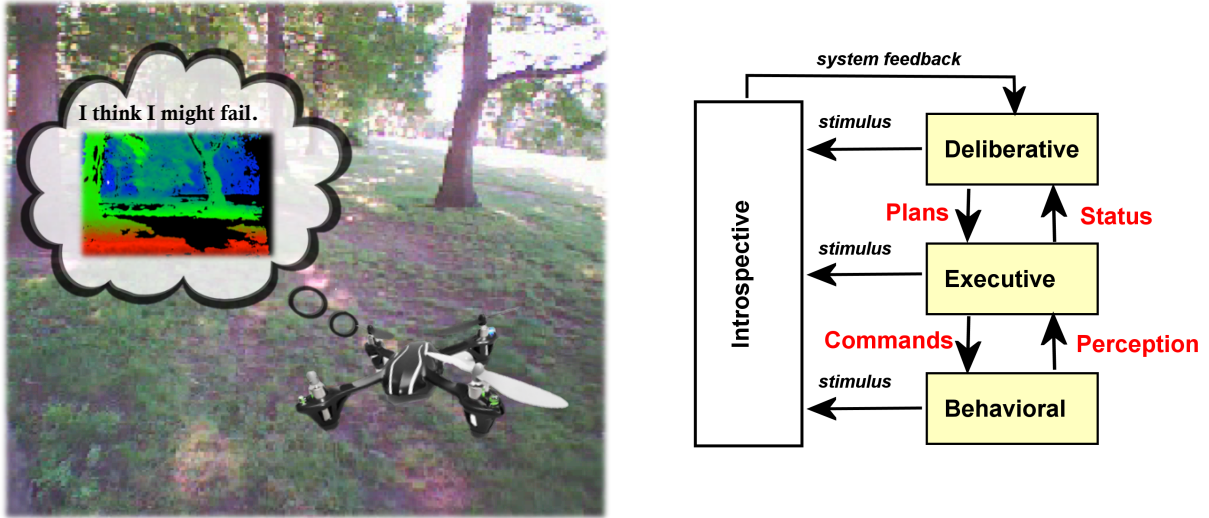 I think I might fail.
system feedback
stimulus
Deliberative
Plans
Status
Introspective
stimulus
Executive
Commands
Perception
stimulus
Behavioral